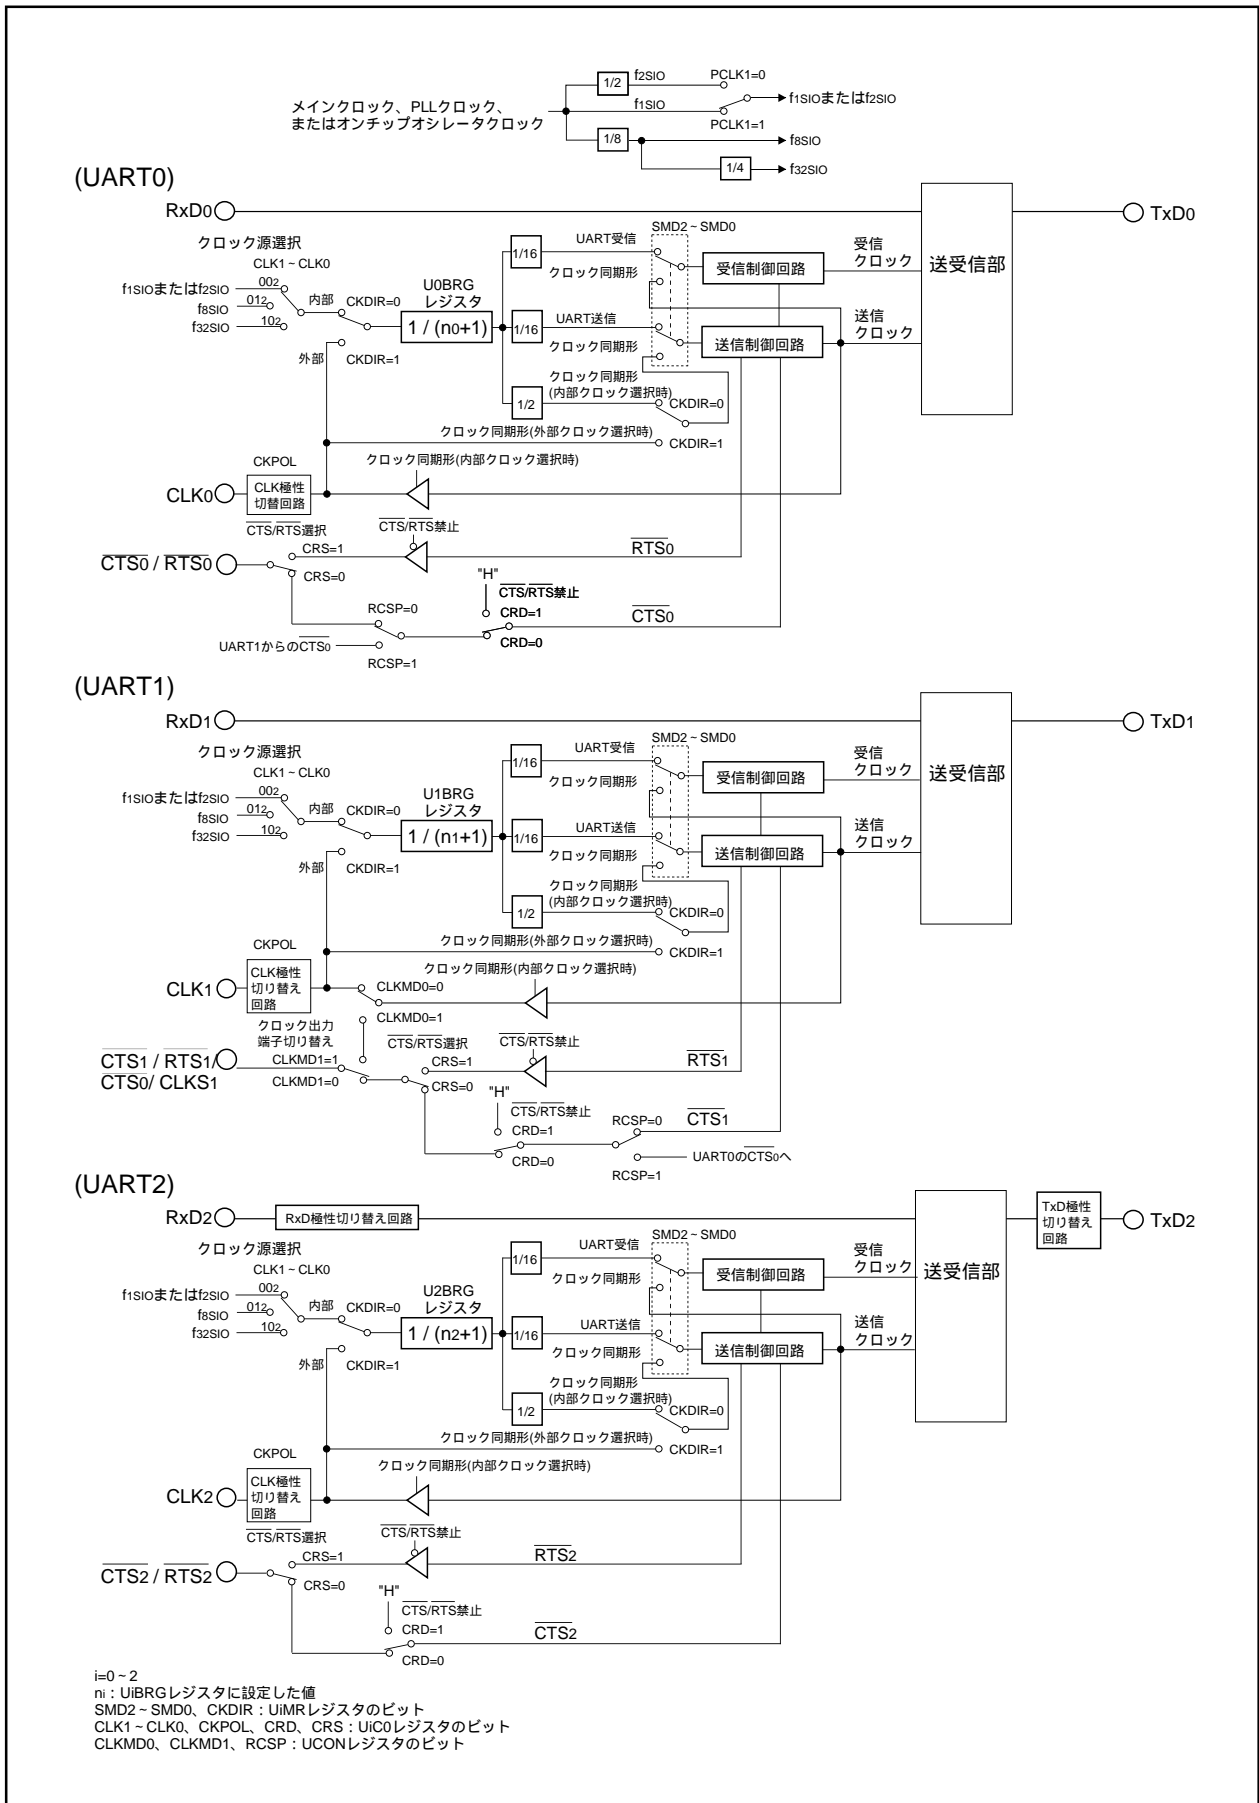 1/2
f2SIO
PCLK1=0
メインクロック、PLLクロック、
またはオンチップオシレータクロック
f1SIO
f1SIOまたはf2SIO
PCLK1=1
1/8
f8SIO
1/4
f32SIO
(UART0)
RxD0
TxD0
クロック源選択
CLK1~CLK0
f1SIOまたはf2SIO
002
f8SIO
012
f32SIO
102
内部
CKDIR=0
外部
CKDIR=1
U0BRG
レジスタ
1 / (n0+1)
1/16
UART受信
クロック同期形
SMD2~SMD0
受信制御回路
受信
クロック
送受信部
1/16
UART送信
クロック同期形
送信制御回路
送信
クロック
1/2
クロック同期形
(内部クロック選択時)
CKDIR=0
クロック同期形(外部クロック選択時)
CKDIR=1
CKPOL
クロック同期形(内部クロック選択時)
CLK0
CLK極性
切替回路
CTS/RTS選択
CTS/RTS禁止
CTS0 / RTS0
CRS=1
CRS=0
RTS0
"H"
CTS/RTS禁止
RCSP=0
CRD=1
CTS0
UART1からのCTS0
CRD=0
RCSP=1
(UART1)
RxD1
TxD1
クロック源選択
CLK1~CLK0
f1SIOまたはf2SIO
002
f8SIO
012
f32SIO
102
内部
CKDIR=0
外部
CKDIR=1
U1BRG
レジスタ
1 / (n1+1)
1/16
UART受信
クロック同期形
SMD2~SMD0
受信制御回路
受信
クロック
送受信部
1/16
UART送信
クロック同期形
送信制御回路
送信
クロック
1/2
クロック同期形
(内部クロック選択時)
CKDIR=0
クロック同期形(外部クロック選択時)
CKDIR=1
CKPOL
クロック同期形(内部クロック選択時)
CLK1
CLK極性
切り替え
回路
CLKMD0=0
CLKMD0=1
クロック出力
端子切り替え
CTS/RTS選択
CTS/RTS禁止
CTS1 / RTS1/
CTS0/ CLKS1
CLKMD1=1
CLKMD1=0
CRS=1
CRS=0
RTS1
"H"
CTS/RTS禁止
CRD=1
CRD=0
RCSP=0
CTS1
UART0のCTS0へ
RCSP=1
(UART2)
RxD2
RxD極性切り替え回路
TxD極性
切り替え
回路
TxD2
クロック源選択
CLK1~CLK0
f1SIOまたはf2SIO
002
f8SIO
012
f32SIO
102
内部
CKDIR=0
外部
CKDIR=1
U2BRG
レジスタ
1 / (n2+1)
1/16
UART受信
クロック同期形
SMD2~SMD0
受信制御回路
受信
クロック
送受信部
1/16
UART送信
クロック同期形
送信制御回路
送信
クロック
1/2
クロック同期形
(内部クロック選択時)
CKDIR=0
クロック同期形(外部クロック選択時)
CKDIR=1
CKPOL
クロック同期形(内部クロック選択時)
CLK2
CLK極性
切り替え
回路
CTS/RTS選択
CTS/RTS禁止
CTS2 / RTS2
CRS=1
CRS=0
RTS2
"H"
CTS/RTS禁止
CRD=1
CTS2
CRD=0
i=0~2
ni:UiBRGレジスタに設定した値
SMD2~SMD0、CKDIR:UiMRレジスタのビット
CLK1~CLK0、CKPOL、CRD、CRS:UiC0レジスタのビット
CLKMD0、CLKMD1、RCSP:UCONレジスタのビット